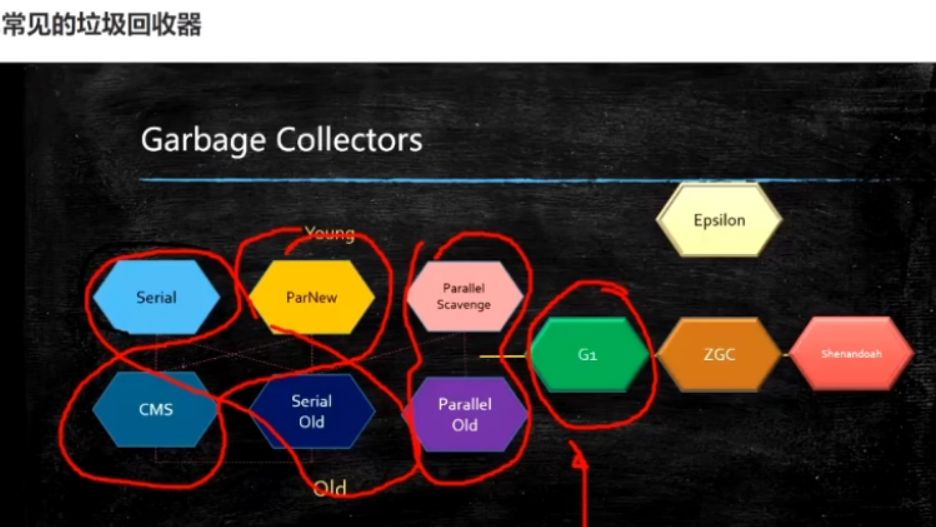 常见的垃圾回收器
Garbage Collectors
Epsilon
Young
Serial
ParNew
Parallel
Scavenge
G1
ZGC
Shenandoah
CMS
Serial
Old
Parallel
Old
Old